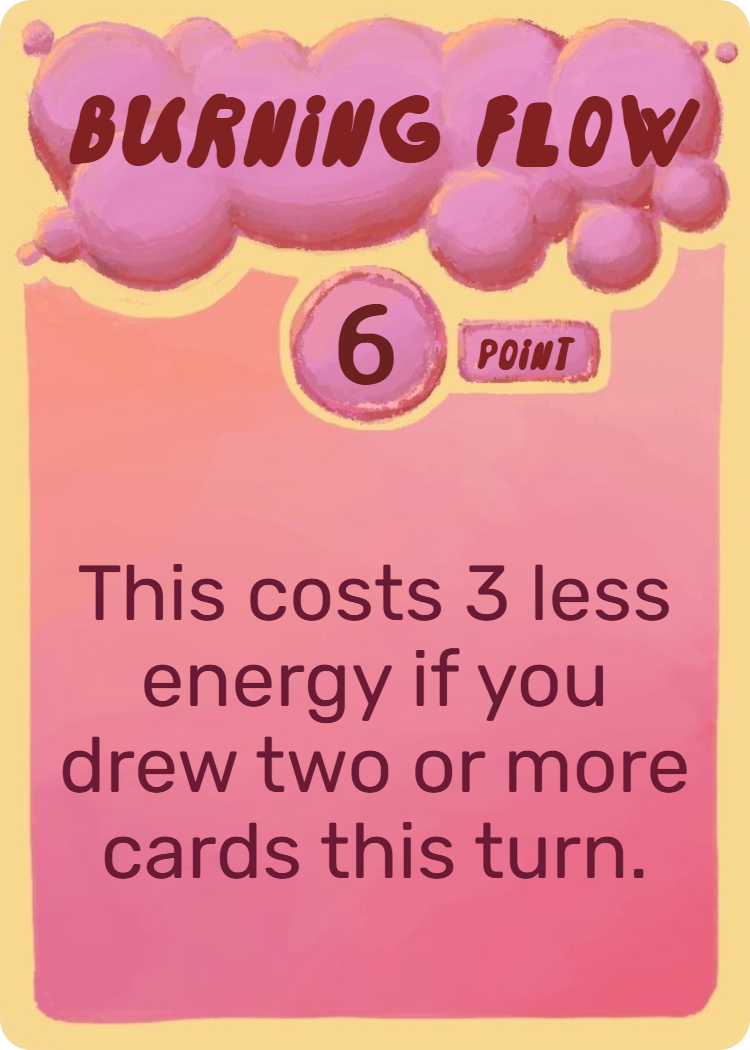 BURNING FLOW
6
POINT
This costs 3 less
energy if you
drew two or more
cards this turn.